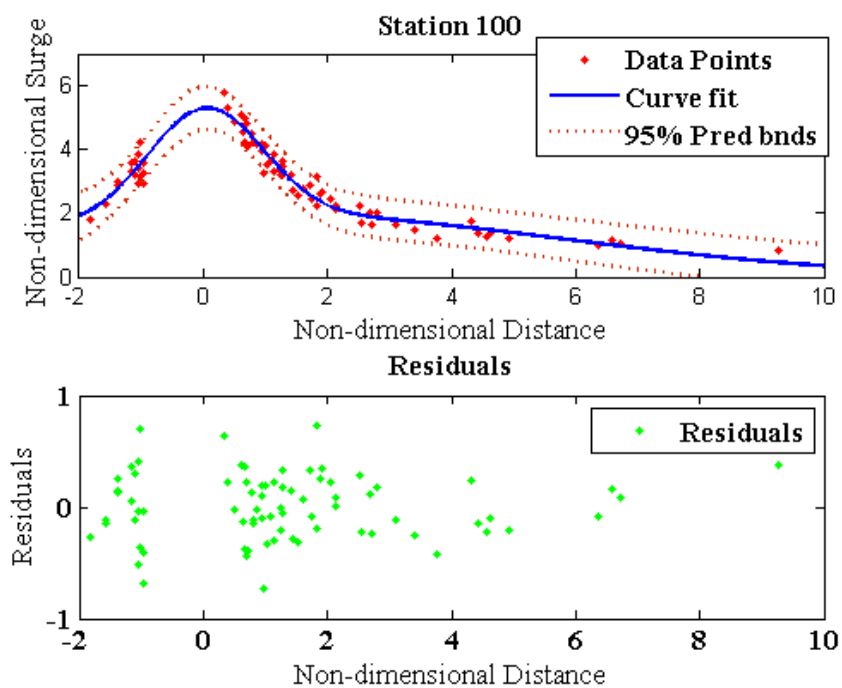 Station 100
Non-dimensional Surge
6
4
2
0
Data Points
Curve fit
95% Pred bnds
-2 0 2 4 6 8 10
Non-dimensional Distance
Residuals
Residuals
1
0
-1
Residuals
-2 0 2 4 6 8 10
Non-dimensional Distance